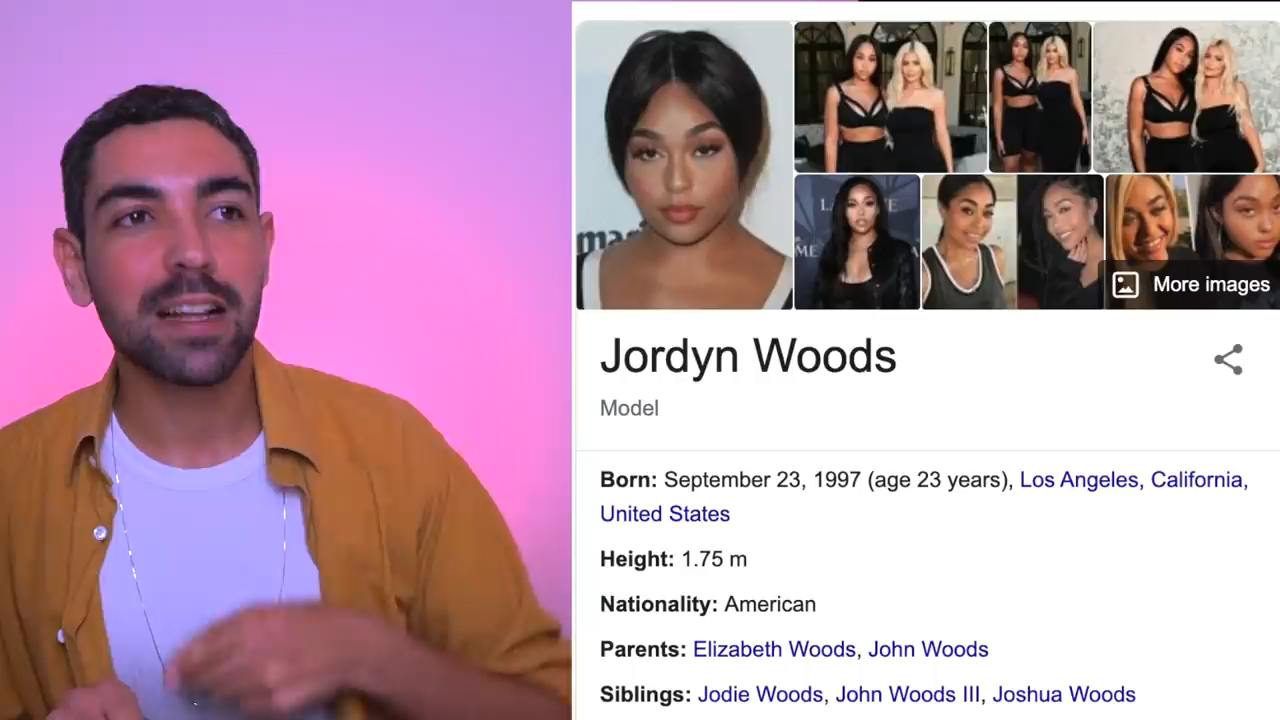 More images
Jordyn Woods
Model
Born: September 23, 1997 (age 23 years), Los Angeles, California,
United States
Height: 1.75 m
Nationality: American
Parents: Elizabeth Woods, John Woods
Siblings: Jodie Woods, John Woods III, Joshua Woods